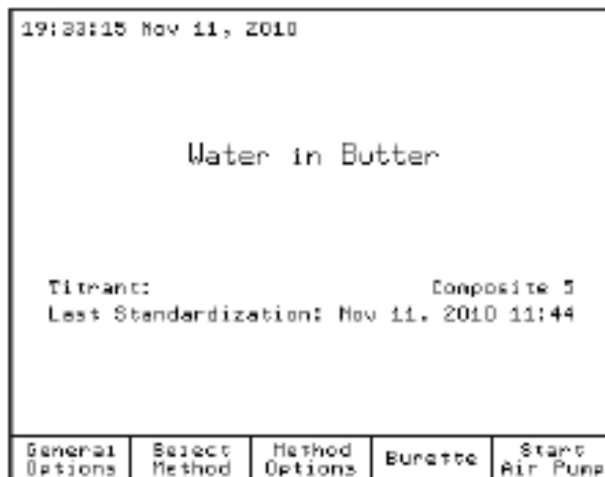 19:33:15 Nov 11, 2010
Water in Butter
Titrant: Composite 5
Last Standardization: Nov 11, 2010 11:44
General Options
Select Method
Method Options
Burette
Start Air Pump